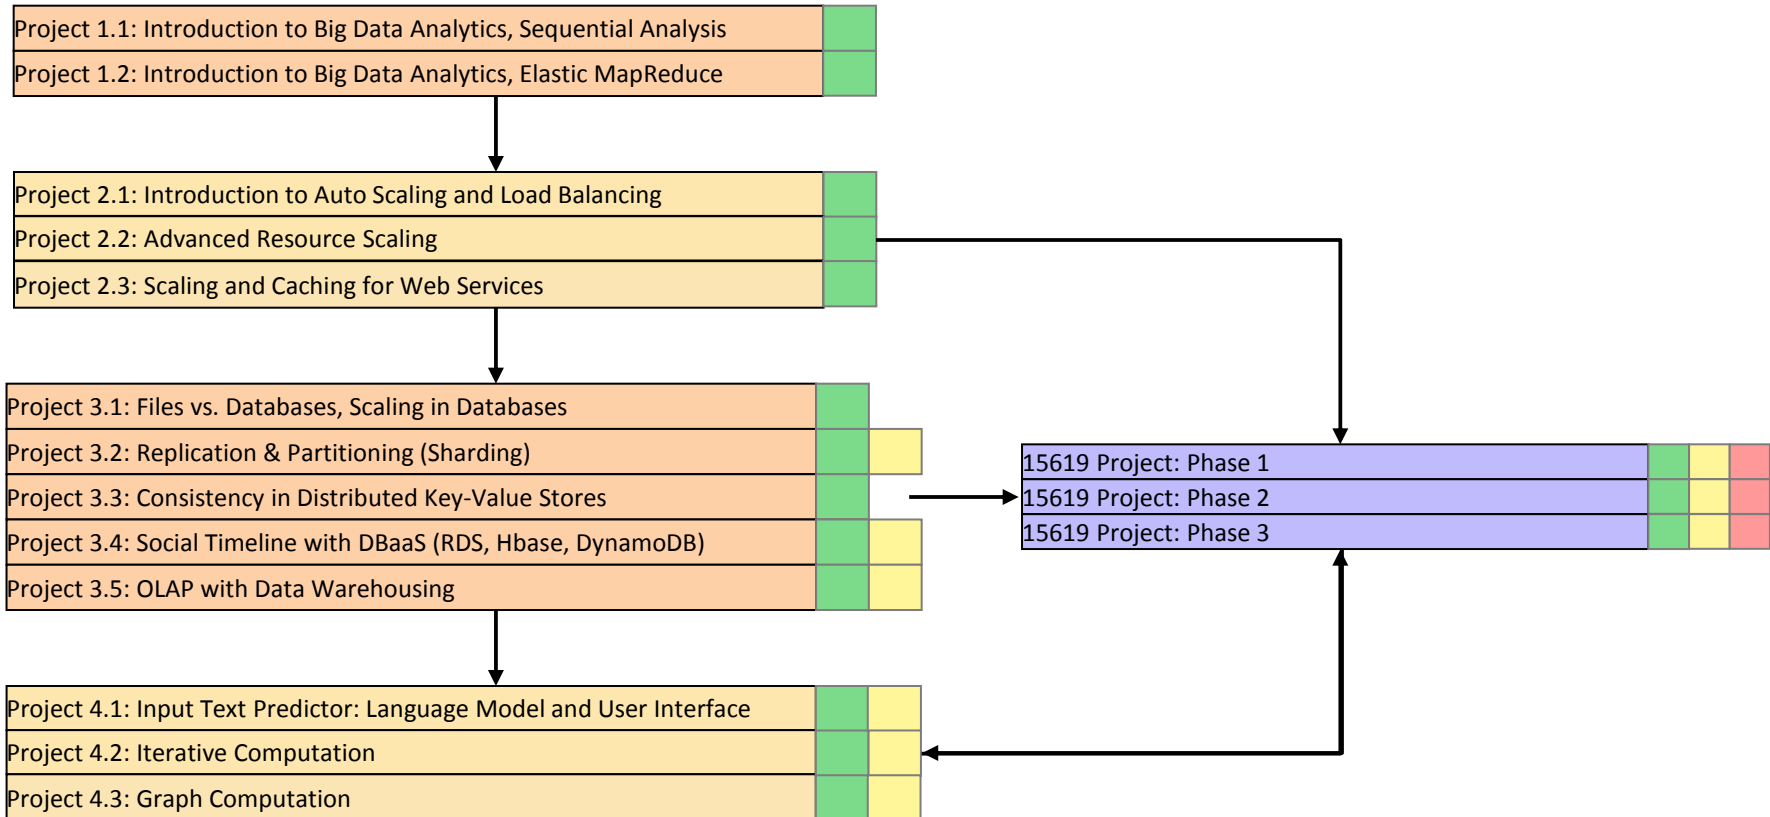 Project 1.1: Introduction to Big Data Analytics, Sequential Analysis
Project 1.2: Introduction to Big Data Analytics, Elastic MapReduce
Project 2.1: Introduction to Auto Scaling and Load Balancing
Project 2.2: Advanced Resource Scaling
Project 2.3: Scaling and Caching for Web Services
Project 3.1: Files vs. Databases, Scaling in Databases
Project 3.2: Replication & Partitioning (Sharding)
Project 3.3: Consistency in Distributed Key-Value Stores
Project 3.4: Social Timeline with DBaaS (RDS, Hbase, DynamoDB)
Project 3.5: OLAP with Data Warehousing
15619 Project: Phase 1
15619 Project: Phase 2
15619 Project: Phase 3
Project 4.1: Input Text Predictor: Language Model and User Interface
Project 4.2: Iterative Computation
Project 4.3: Graph Computation